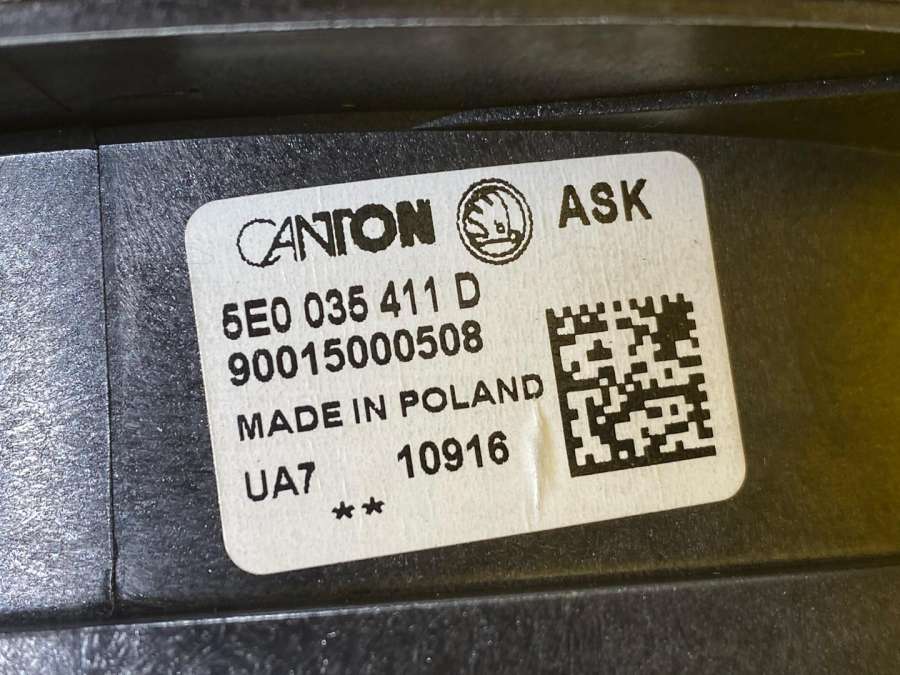 CANTON ASK
5E0 035 411 D
90015000508
MADE IN POLAND
UA7 10916
**